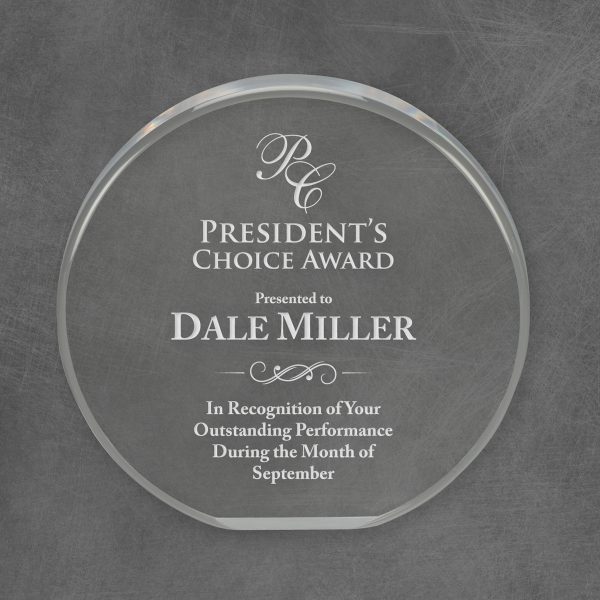 PC
PRESIDENT'S
CHOICE AWARD
Presented to
DALE MILLER
In Recognition of Your
Outstanding Performance
During the Month of
September